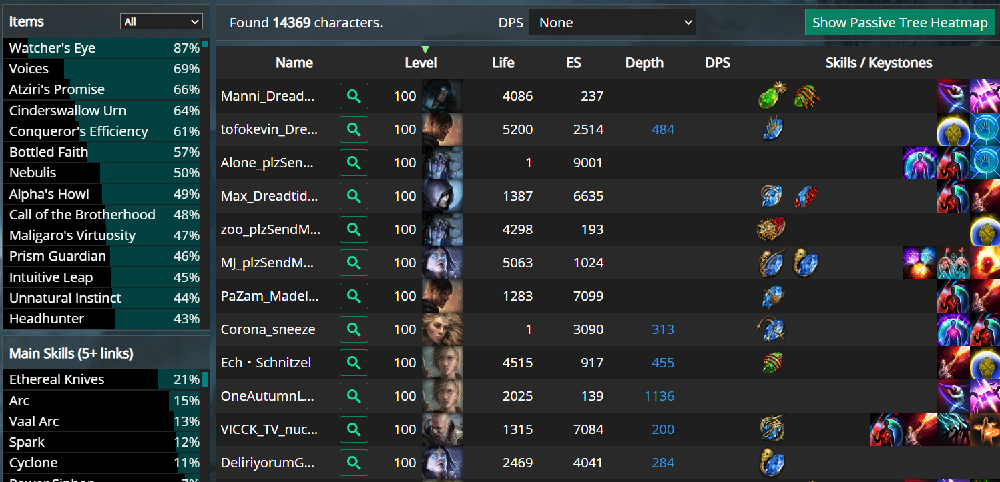 Items All
Watcher's Eye 87%
Voices 69%
Atziri's Promise 66%
Cinderswallow Urn 64%
Conqueror's Efficiency 61%
Bottled Faith 57%
Nebulis 50%
Alpha's Howl 49%
Call of the Brotherhood 48%
Maligaro's Virtuosity 47%
Prism Guardian 46%
Intuitive Leap 45%
Unnatural Instinct 44%
Headhunter 43%
Main Skills (5+ links)
Ethereal Knives 21%
Arc 15%
Vaal Arc 13%
Spark 12%
Cyclone 11%
Found 14369 characters. DPS None Show Passive Tree Heatmap
Name Level Life ES Depth DPS Skills / Keystones
Manni_Dread... 100 4086 237
tofokevin_Dre... 100 5200 2514 484
Alone_plzSen... 100 1 9001
Max_Dreadtid... 100 1387 6635
zoo_plzSendM... 100 4298 193
MJ_plzSendM... 100 5063 1024
PaZam_MadeI... 100 1283 7099
Corona_sneeze 100 1 3090 313
Ech・Schnitzel 100 4515 917 455
OneAutumnL... 100 2025 139 1136
VICCK_TV_nuc... 100 1315 7084 200
DeliriyorumG... 100 2469 4041 284